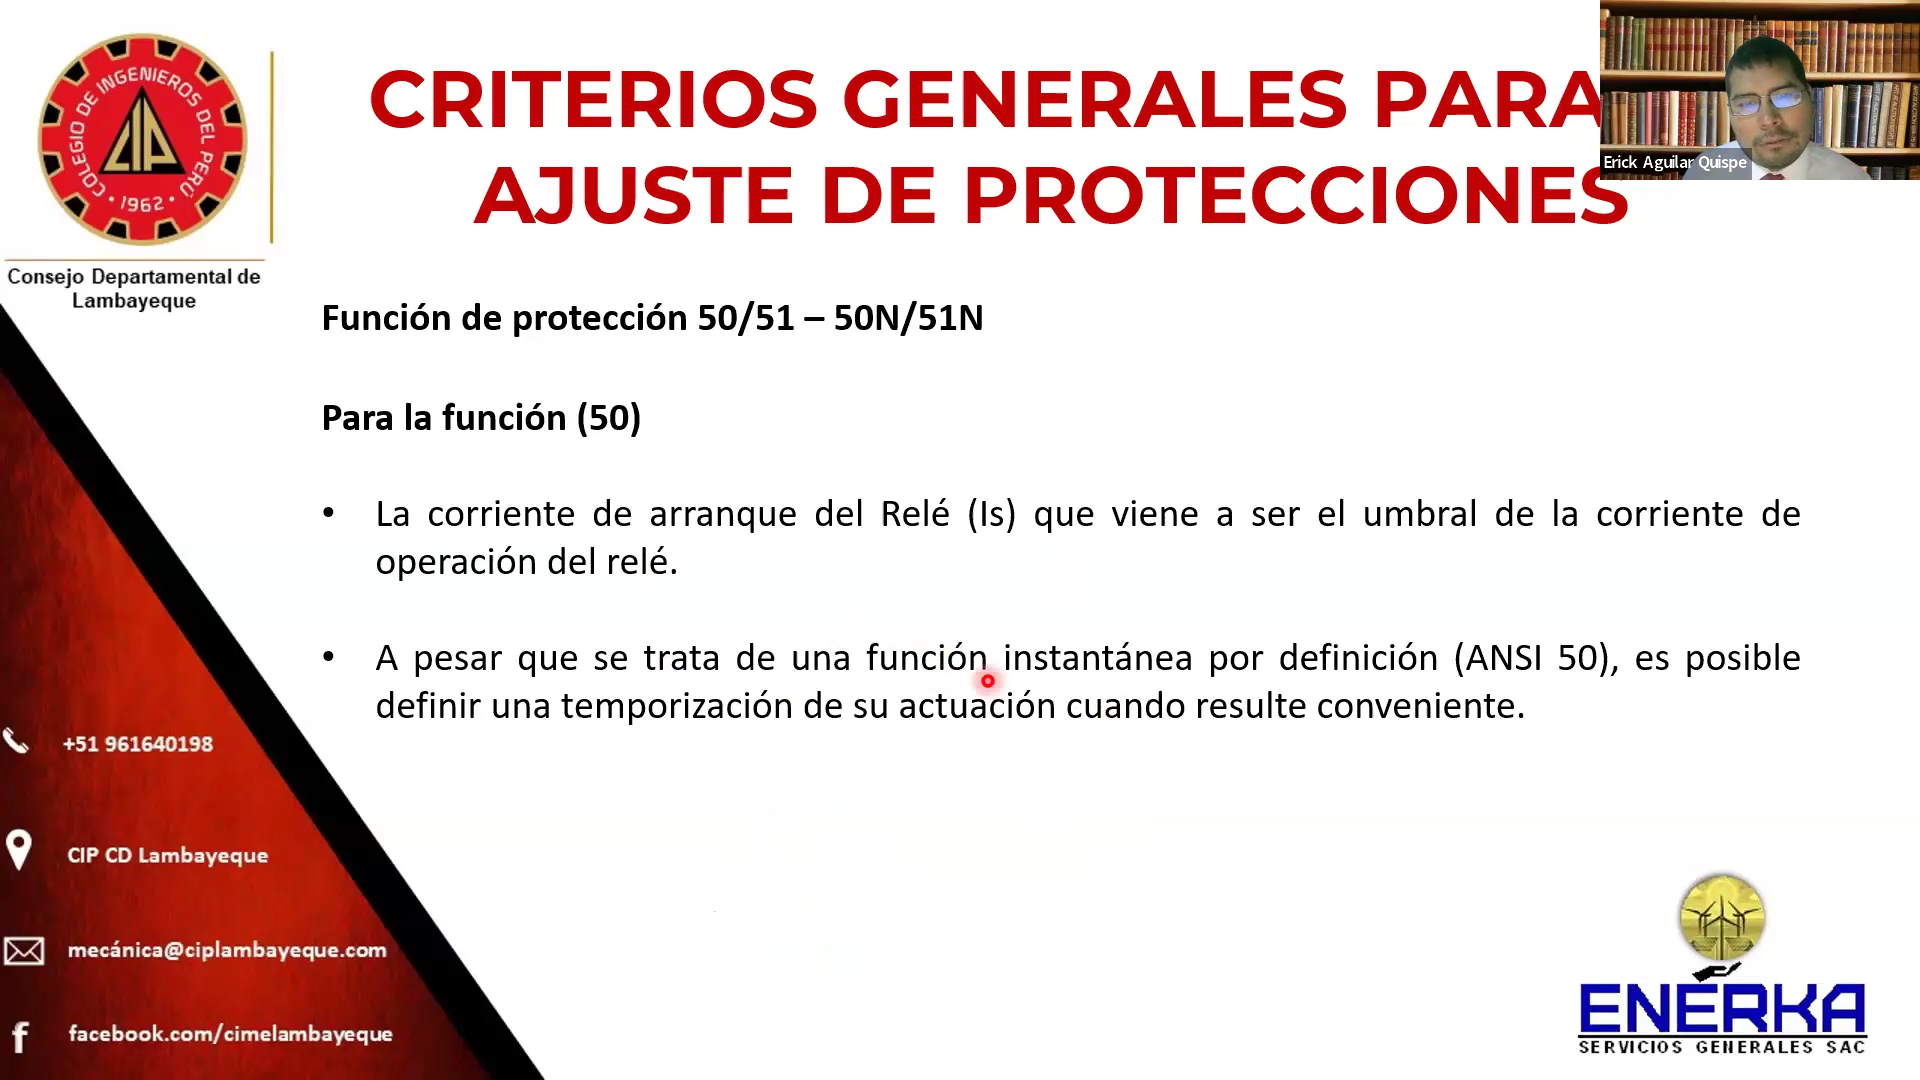 COLEGIO DE INGENIEROS DEL PERÚ
CIP
• 1962 •
Consejo Departamental de
Lambayeque
CRITERIOS GENERALES PARA
AJUSTE DE PROTECCIONES
Erick Aguilar Quispe
Función de protección 50/51 – 50N/51N
Para la función (50)
• La corriente de arranque del Relé (Is) que viene a ser el umbral de la corriente de
operación del relé.
• A pesar que se trata de una función instantánea por definición (ANSI 50), es posible
definir una temporización de su actuación cuando resulte conveniente.
+51 961640198
CIP CD Lambayeque
mecánica@ciplambayeque.com
facebook.com/cimelambayeque
ENERKA
SERVICIOS GENERALES SAC